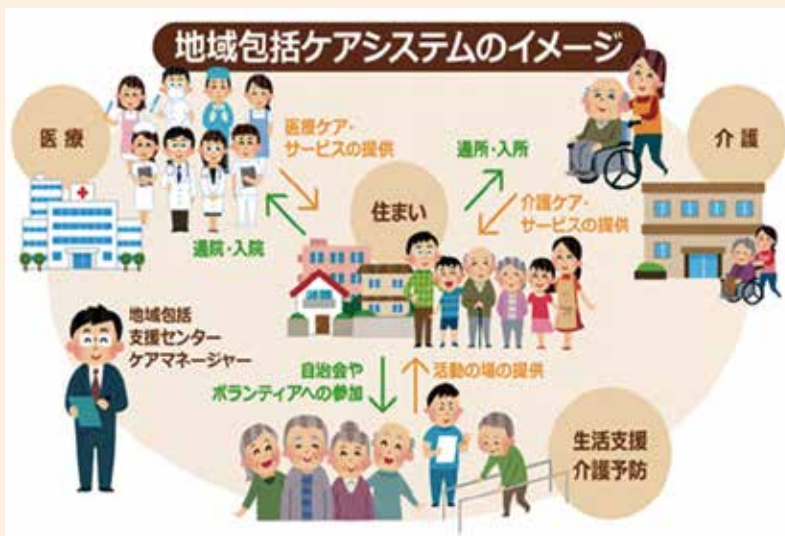 地域包括ケアシステムのイメージ
医療
医療ケア・
サービスの提供
通院・入院
住まい
通所・入所
介護ケア・
サービスの提供
介護
地域包括
支援センター
ケアマネージャー
自治会や
ボランティアへの参加
活動の場の提供
生活支援
介護予防